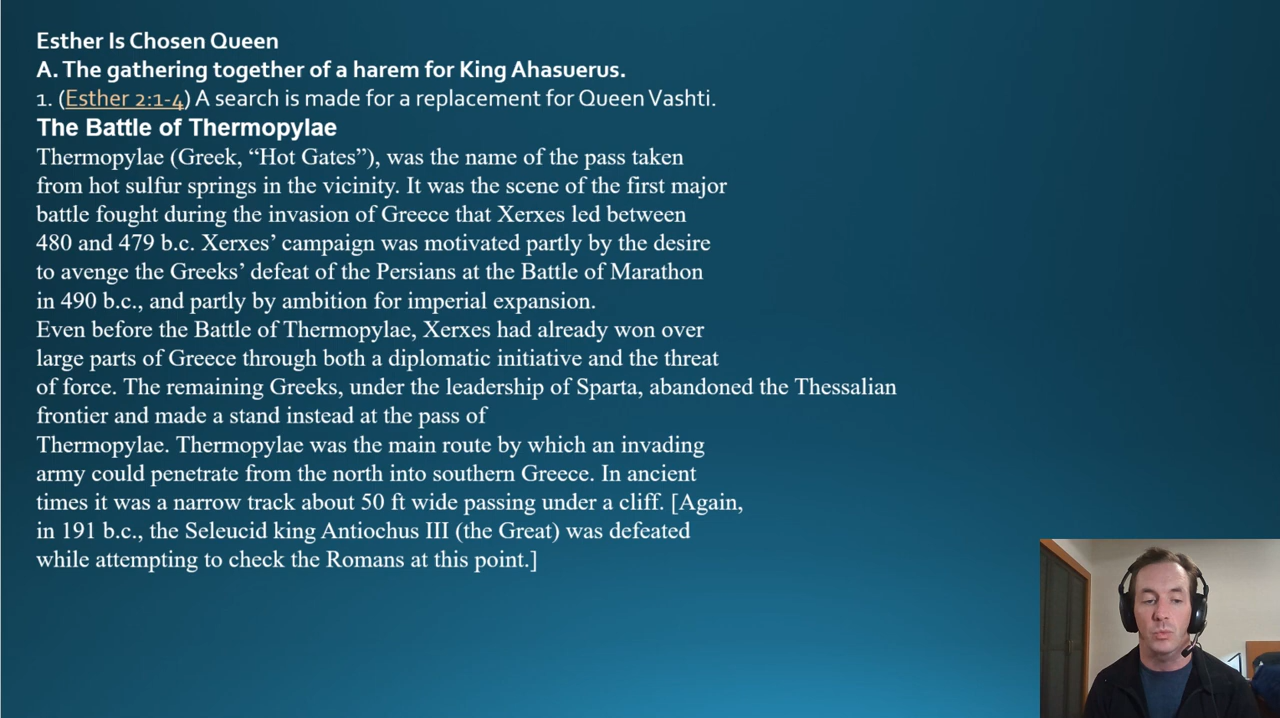 Esther Is Chosen Queen
A. The gathering together of a harem for King Ahasuerus.
1. (Esther 2:1-4) A search is made for a replacement for Queen Vashti.
The Battle of Thermopylae
Thermopylae (Greek, “Hot Gates”), was the name of the pass taken
from hot sulfur springs in the vicinity. It was the scene of the first major
battle fought during the invasion of Greece that Xerxes led between
480 and 479 b.c. Xerxes’ campaign was motivated partly by the desire
to avenge the Greeks’ defeat of the Persians at the Battle of Marathon
in 490 b.c., and partly by ambition for imperial expansion.
Even before the Battle of Thermopylae, Xerxes had already won over
large parts of Greece through both a diplomatic initiative and the threat
of force. The remaining Greeks, under the leadership of Sparta, abandoned the Thessalian
frontier and made a stand instead at the pass of
Thermopylae. Thermopylae was the main route by which an invading
army could penetrate from the north into southern Greece. In ancient
times it was a narrow track about 50 ft wide passing under a cliff. [Again,
in 191 b.c., the Seleucid king Antiochus III (the Great) was defeated
while attempting to check the Romans at this point.]